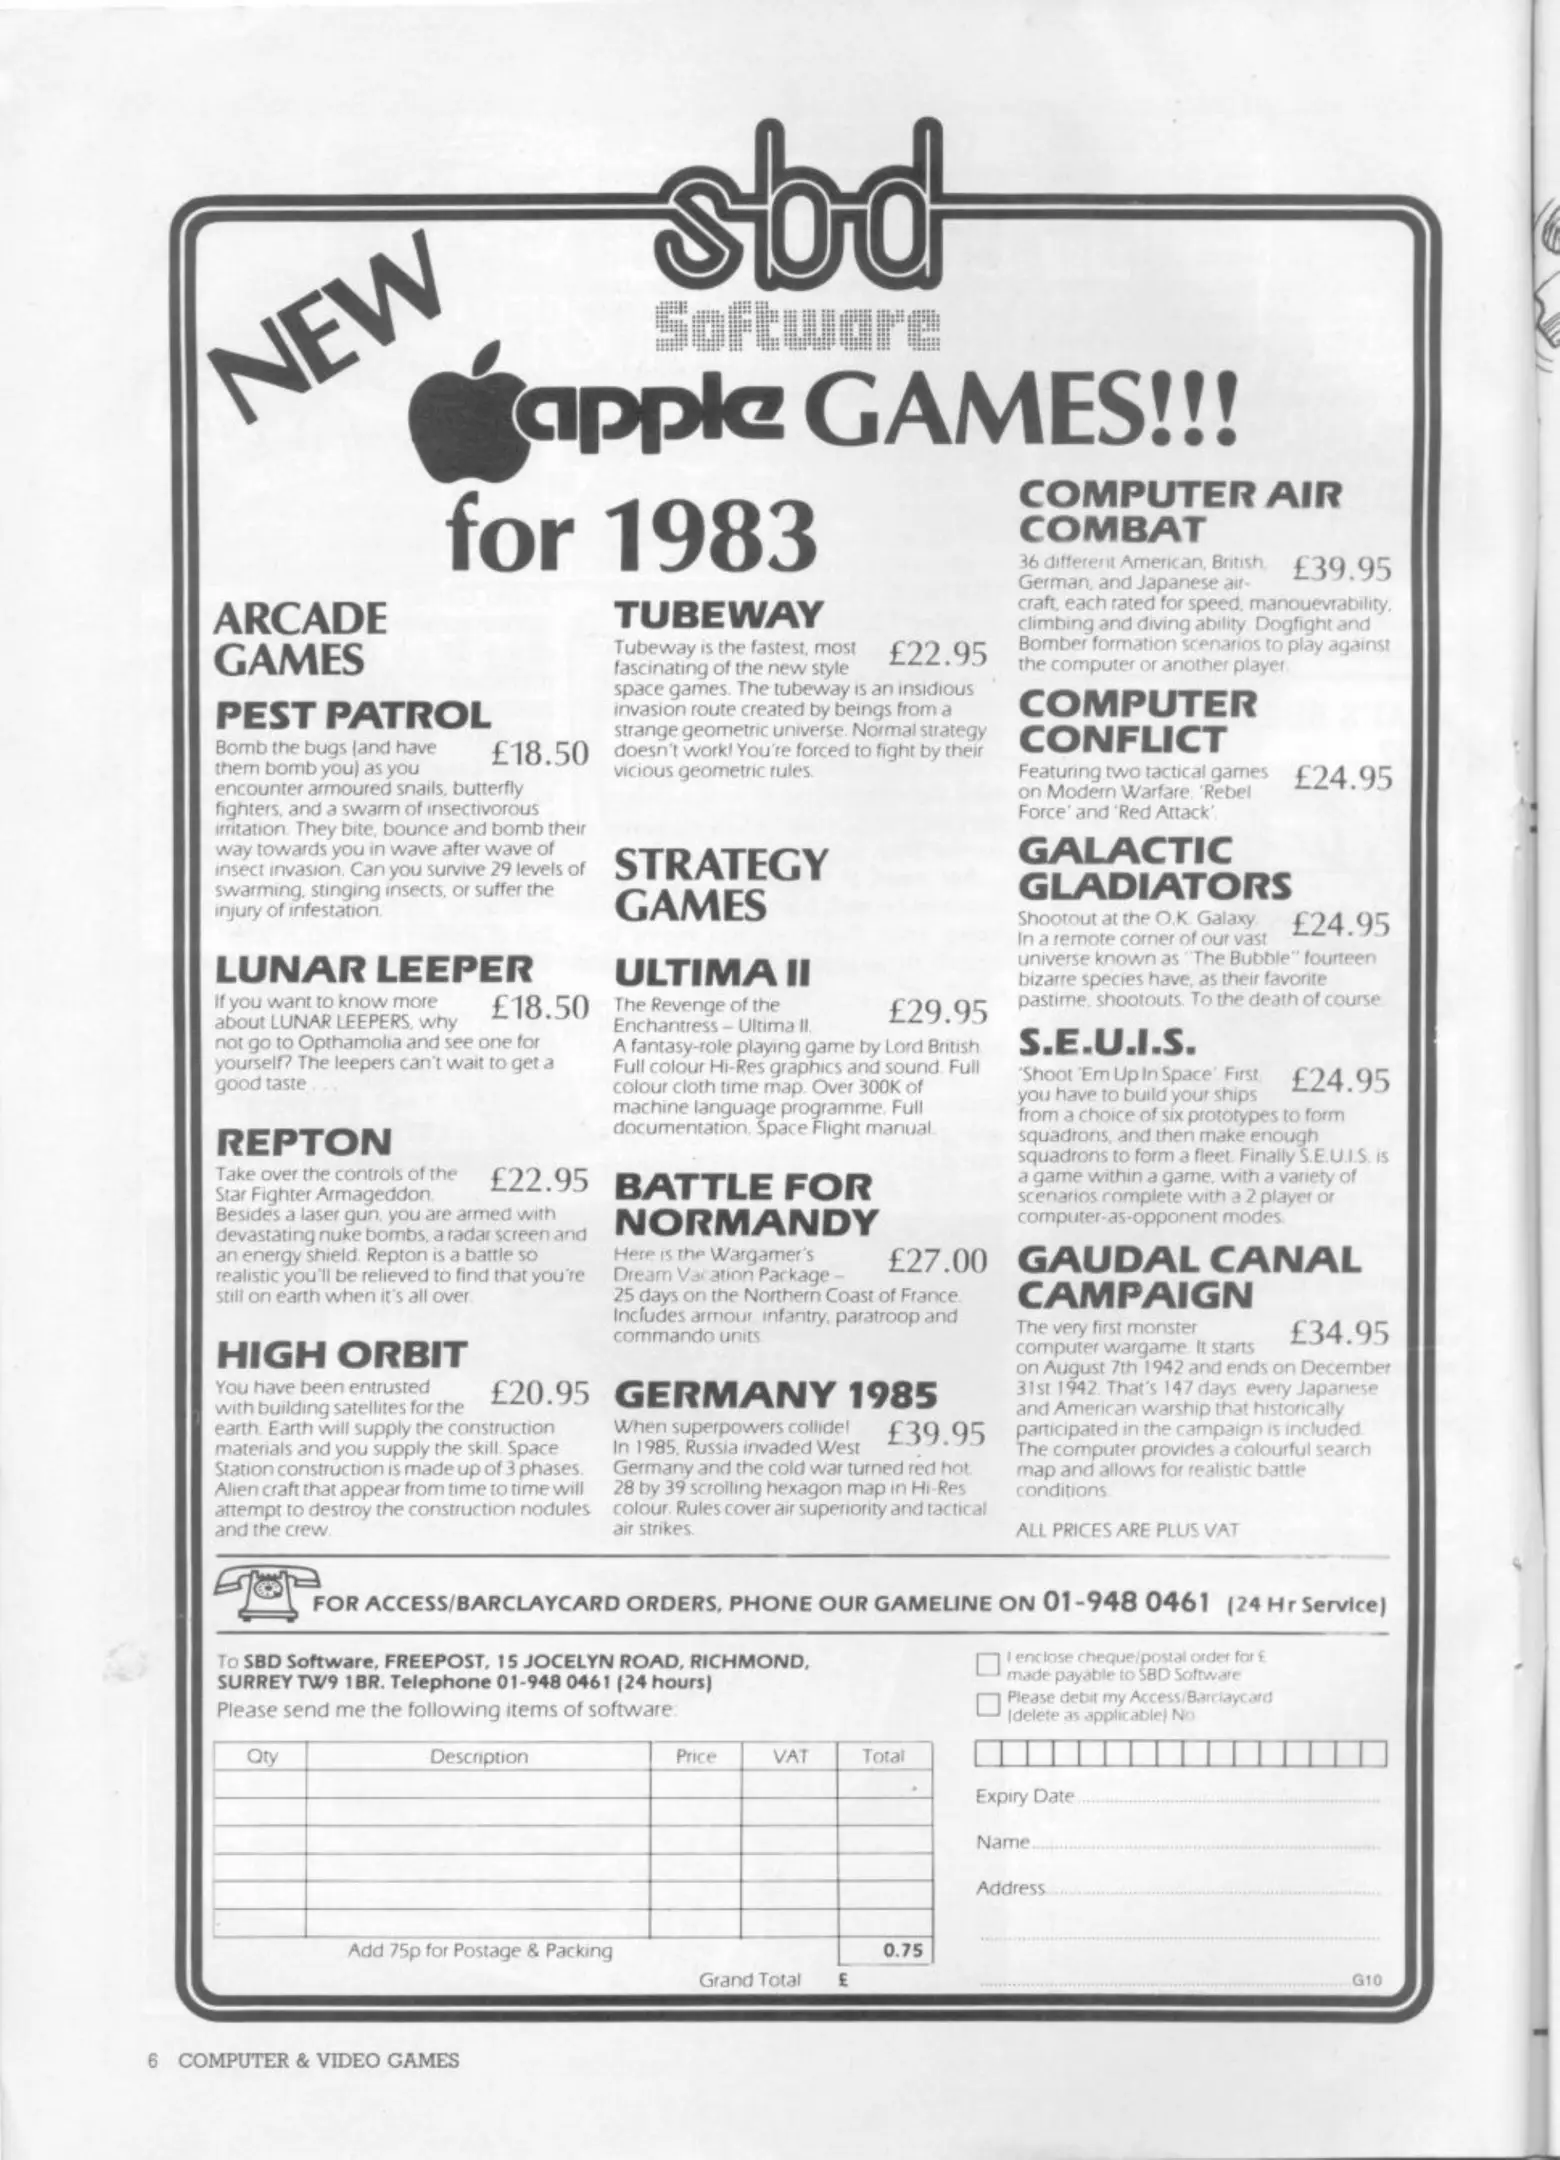 sbd
Software
NEW
apple GAMES!!!
for 1983
ARCADE
GAMES
PEST PATROL
£18.50
Bomb the bugs (and have
them bomb you) as you
encounter armoured snails, butterfly
fighters, and a swarm of insectivorous
irritation. They bite, bounce and bomb their
way towards you in wave after wave of
insect invasion. Can you survive 29 levels of
swarming, stinging insects, or suffer the
injury of infestation.
LUNAR LEEPER
£18.50
If you want to know more
about LUNAR LEEPERS, why
not go to Opthamolia and see one for
yourself? The leepers can't wait to get a
good taste . . .
REPTON
£22.95
Take over the controls of the
Star Fighter Armageddon.
Besides a laser gun, you are armed with
devastating nuke bombs, a radar screen and
an energy shield. Repton is a battle so
realistic you'll be relieved to find that you're
still on earth when it's all over.
HIGH ORBIT
£20.95
You have been entrusted
with building satellites for the
earth. Earth will supply the construction
materials and you supply the skill. Space
Station construction is made up of 3 phases.
Alien craft that appear from time to time will
attempt to destroy the construction nodules
and the crew.
TUBEWAY
£22.95
Tubeway is the fastest, most
fascinating of the new style
space games. The tubeway is an insidious
invasion route created by beings from a
strange geometric universe. Normal strategy
doesn't work! You're forced to fight by their
vicious geometric rules.
STRATEGY
GAMES
ULTIMA II
£29.95
The Revenge of the
Enchantress – Ultima II.
A fantasy-role playing game by Lord British.
Full colour Hi-Res graphics and sound. Full
colour cloth time map. Over 300K of
machine language programme. Full
documentation. Space Flight manual.
BATTLE FOR
NORMANDY
£27.00
Here is the Wargamer's
Dream Vacation Package –
25 days on the Northern Coast of France.
Includes armour, infantry, paratroop and
commando units.
GERMANY 1985
£39.95
When superpowers collide!
In 1985, Russia invaded West
Germany and the cold war turned red hot.
28 by 39 scrolling hexagon map in Hi-Res
colour. Rules cover air superiority and tactical
air strikes.
COMPUTER AIR
COMBAT
£39.95
36 different American, British,
German, and Japanese air-
craft, each rated for speed, manouevrability,
climbing and diving ability. Dogfight and
Bomber formation scenarios to play against
the computer or another player.
COMPUTER
CONFLICT
£24.95
Featuring two tactical games
on Modern Warfare. 'Rebel
Force' and 'Red Attack'.
GALACTIC
GLADIATORS
£24.95
Shootout at the O.K. Galaxy.
In a remote corner of our vast
universe known as "The Bubble" fourteen
bizarre species have, as their favorite
pastime, shootouts. To the death of course.
S.E.U.I.S.
£24.95
'Shoot 'Em Up In Space' First,
you have to build your ships
from a choice of six prototypes to form
squadrons, and then make enough
squadrons to form a fleet. Finally S.E.U.I.S. is
a game within a game, with a variety of
scenarios complete with a 2 player or
computer-as-opponent modes.
GAUDAL CANAL
CAMPAIGN
£34.95
The very first monster
computer wargame. It starts
on August 7th 1942 and ends on December
31st 1942. That's 147 days, every Japanese
and American warship that historically
participated in the campaign is included.
The computer provides a colourful search
map and allows for realistic battle
conditions.
ALL PRICES ARE PLUS VAT
FOR ACCESS/BARCLAYCARD ORDERS, PHONE OUR GAMELINE ON 01-948 0461 (24 Hr Service)
To SBD Software, FREEPOST, 15 JOCELYN ROAD, RICHMOND,
SURREY TW9 1BR. Telephone 01-948 0461 (24 hours)
Please send me the following items of software:
Qty Description Price VAT Total
Add 75p for Postage & Packing 0.75
Grand Total £
I enclose cheque/postal order for £
made payable to SBD Software
Please debit my Access/Barclaycard
(delete as applicable) No.
Expiry Date
Name
Address
G10
6 COMPUTER & VIDEO GAMES